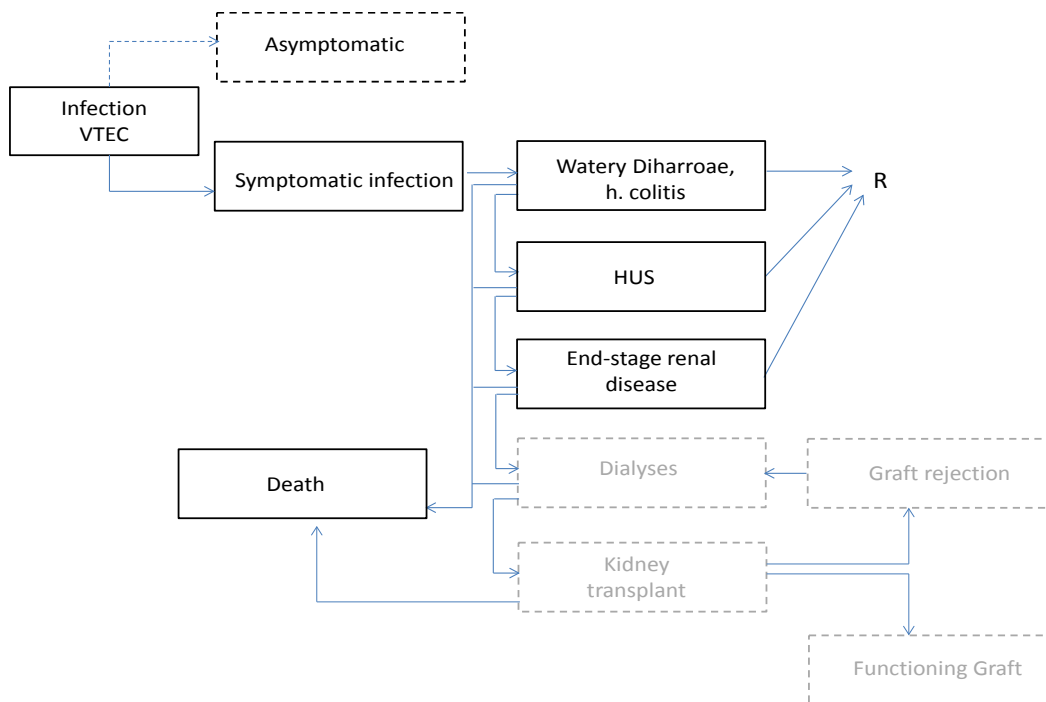 Asymptomatic
Infection
VTEC
Symptomatic infection
Watery Diharroae,
h. colitis
R
HUS
End-stage renal
disease
Death
Dialyses
Graft rejection
Kidney
transplant
Functioning Graft